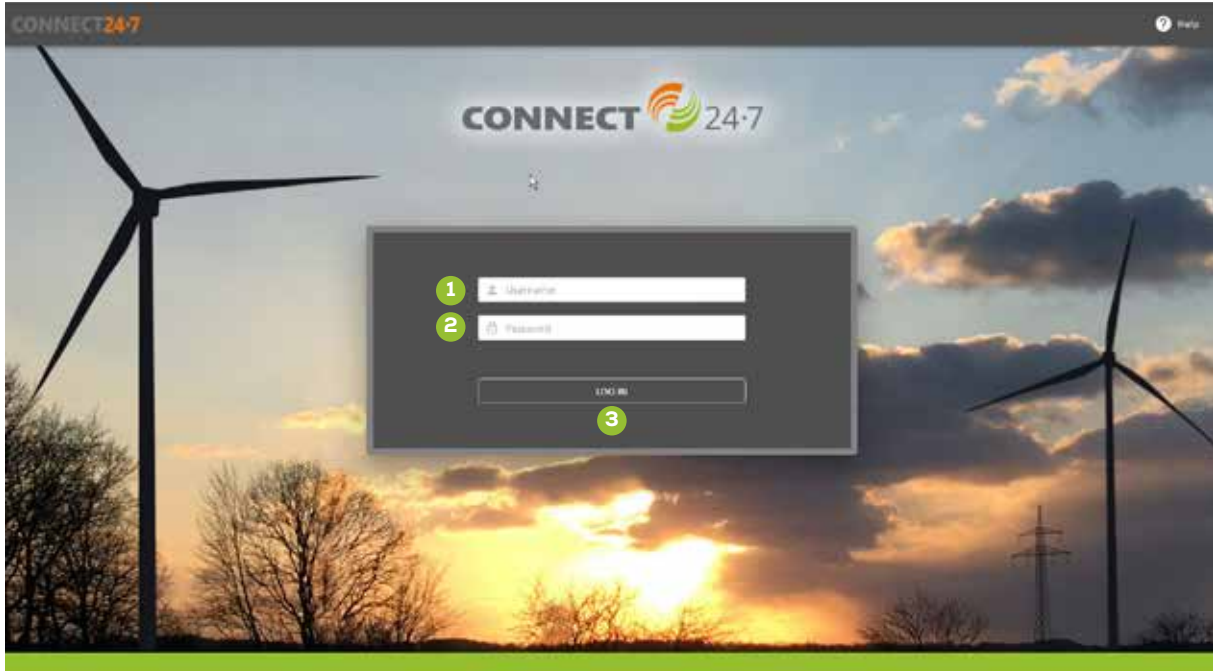 CONNECT24·7
? Help
CONNECT 24·7
1 Username
2 Password
LOG IN
3